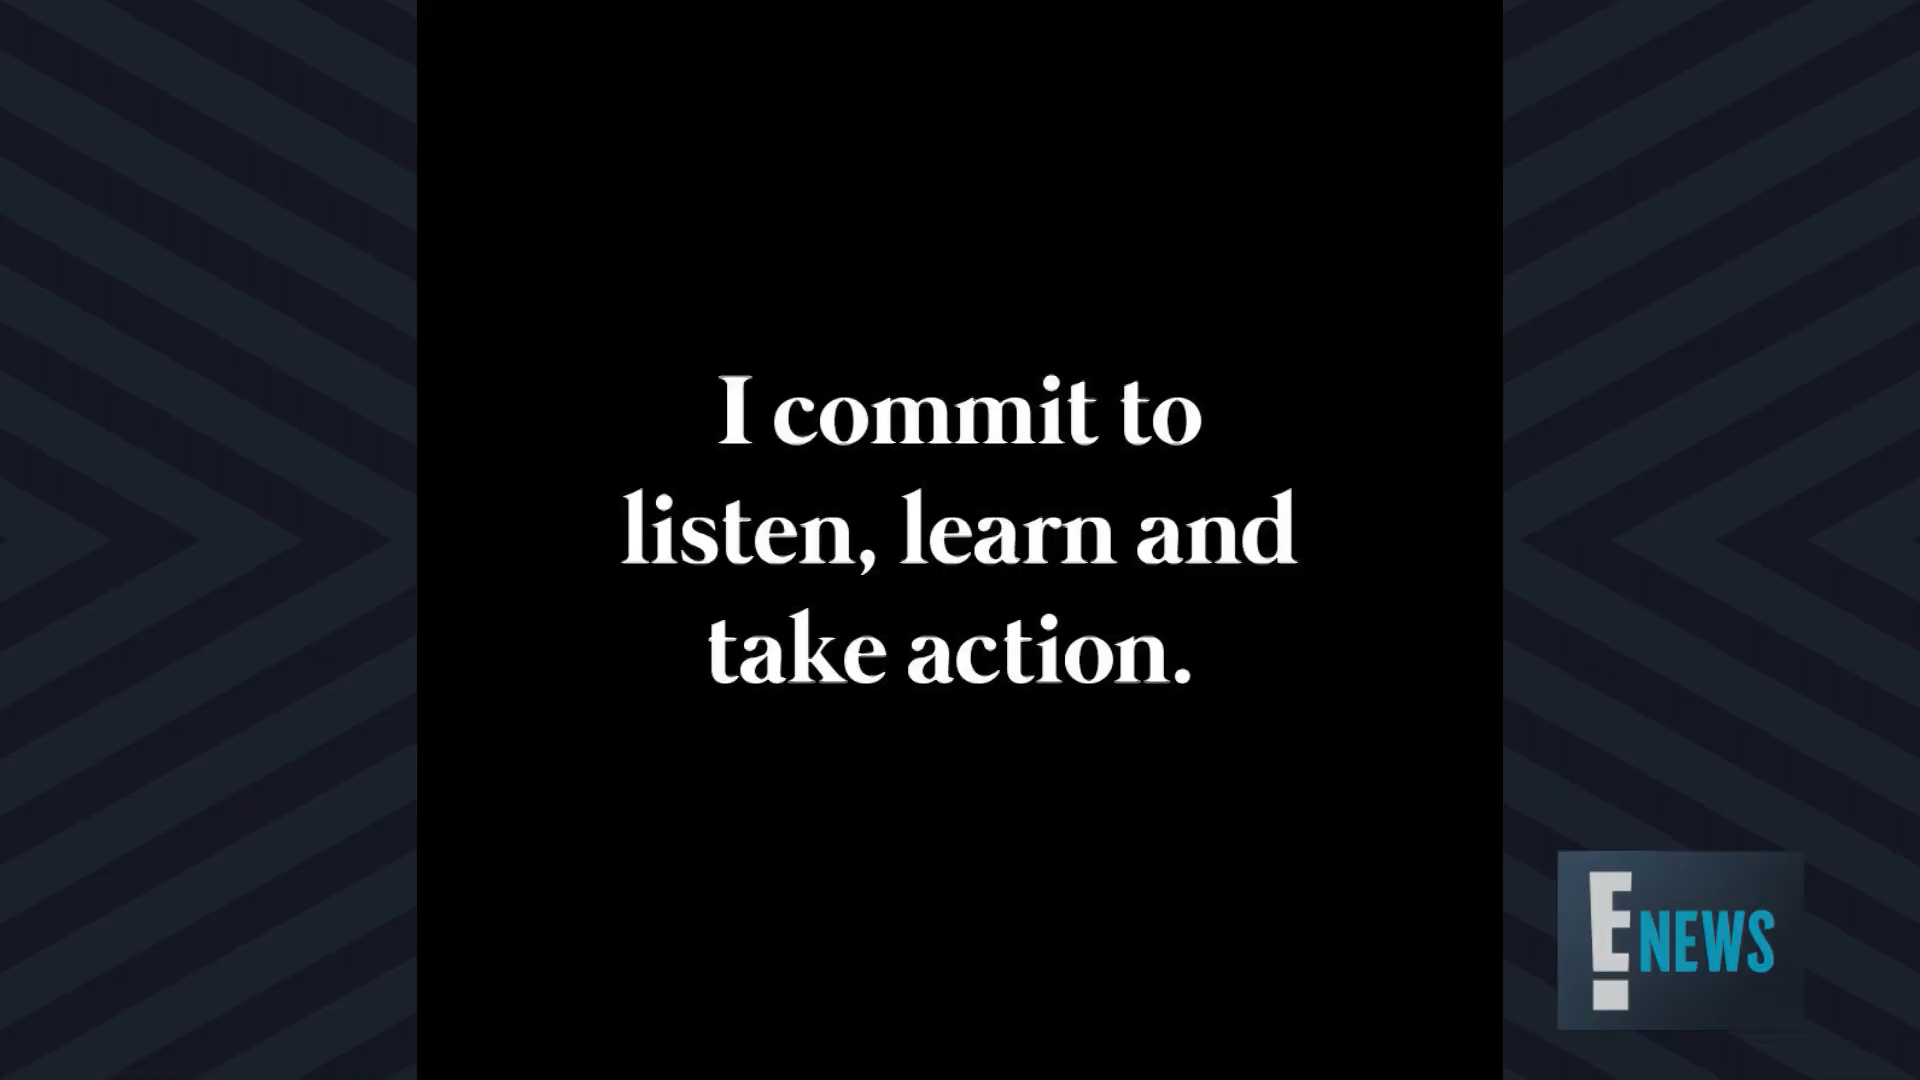 I commit to
listen, learn and
take action.
E! NEWS